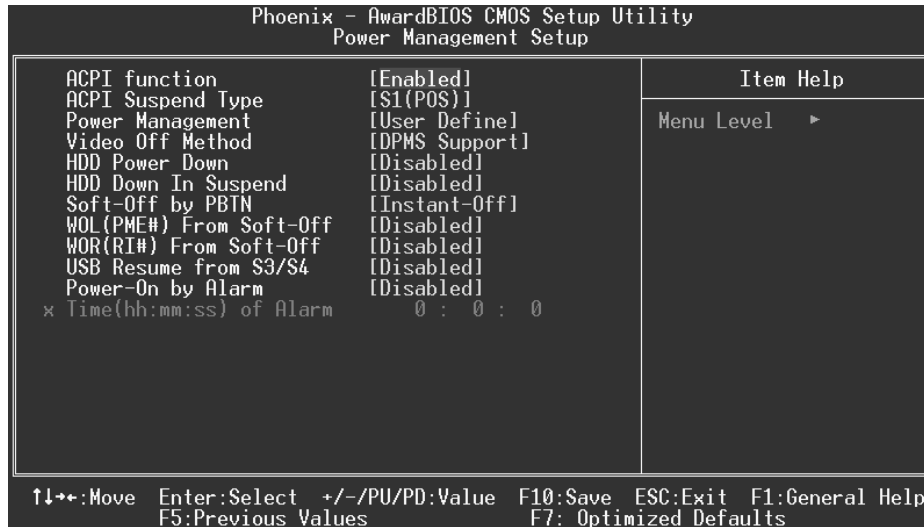 Phoenix - AwardBIOS CMOS Setup Utility
Power Management Setup
ACPI function [Enabled]
ACPI Suspend Type [S1(POS)]
Power Management [User Define]
Video Off Method [DPMS Support]
HDD Power Down [Disabled]
HDD Down In Suspend [Disabled]
Soft-Off by PBTN [Instant-Off]
WOL(PME#) From Soft-Off [Disabled]
WOR(RI#) From Soft-Off [Disabled]
USB Resume from S3/S4 [Disabled]
Power-On by Alarm [Disabled]
x Time(hh:mm:ss) of Alarm 0 : 0 : 0
Item Help
Menu Level ►
↑↓→←:Move Enter:Select +/-/PU/PD:Value F10:Save ESC:Exit F1:General Help
F5:Previous Values F7: Optimized Defaults